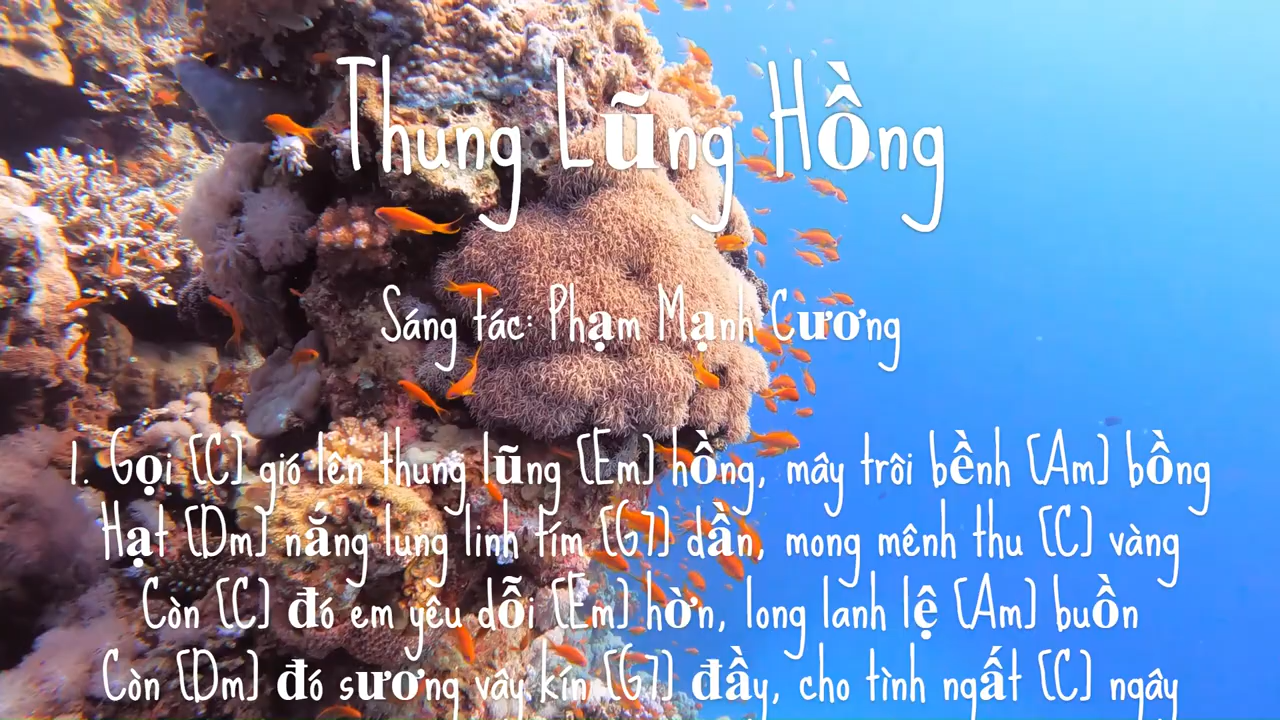 Thung Lũng Hồng
Sáng tác: Phạm Mạnh Cương
1. Gọi [C] gió lên thung lũng [Em] hồng, mây trôi bềnh [Am] bồng
Hạt [Dm] nắng lung linh tím [G7] dần, mong mênh thu [C] vàng
Còn [C] đó em yêu dỗi [Em] hờn, long lanh lệ [Am] buồn
Còn [Dm] đó sương vây kín [G7] đầy, cho tình ngất [C] ngây